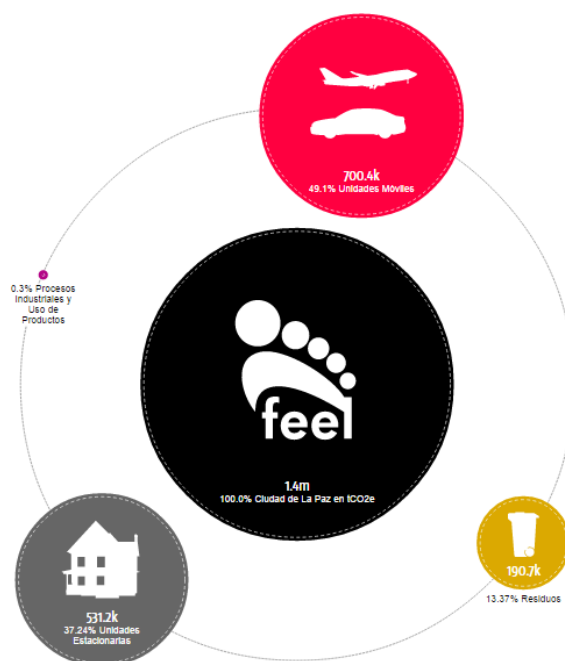 700.4k
49.1% Unidades Móviles
0.3% Procesos
Industriales y
Uso de
Productos
feel
1.4m
100.0% Ciudad de La Paz en tCO2e
190.7k
13.37% Residuos
531.2k
37.24% Unidades
Estacionarias